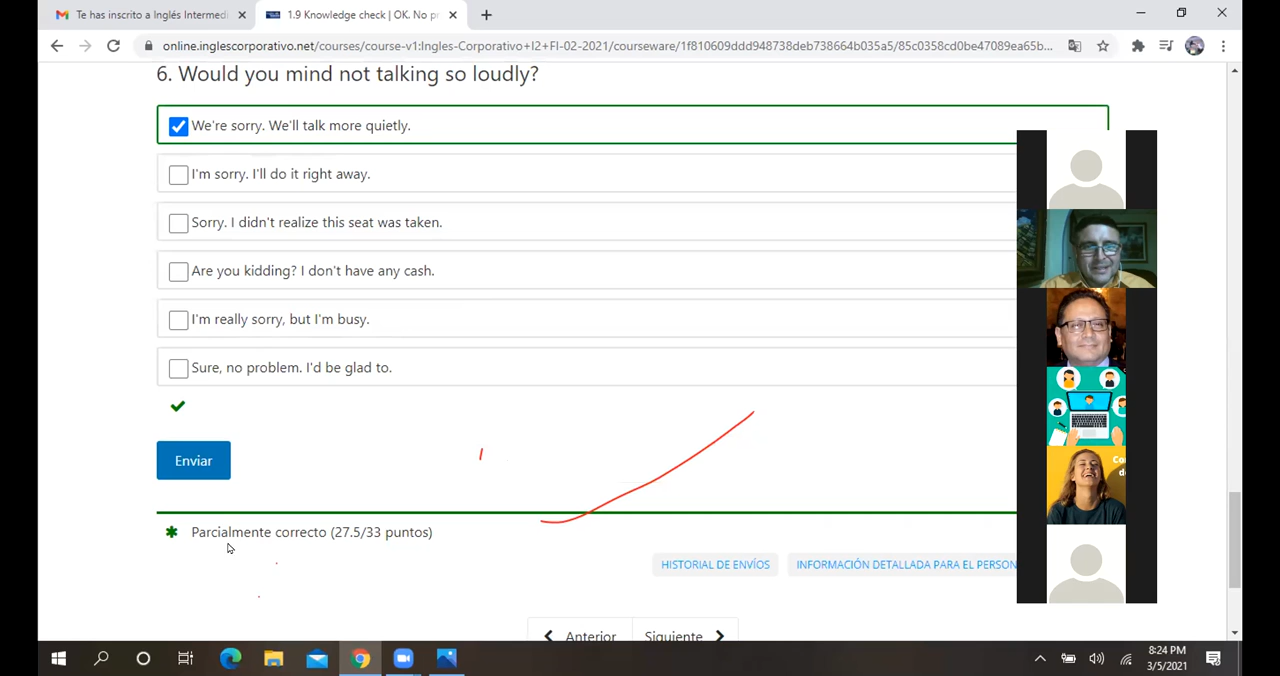 Te has inscrito a Inglés Intermedi
1.9 Knowledge check | OK. No pr
online.inglescorporativo.net/courses/course-v1:Ingles-Corporativo+I2+FI-02-2021/courseware/1f810609ddd948738deb738664b035a5/85c0358cd0be47089ea65b...
6. Would you mind not talking so loudly?
We're sorry. We'll talk more quietly.
I'm sorry. I'll do it right away.
Sorry. I didn't realize this seat was taken.
Are you kidding? I don't have any cash.
I'm really sorry, but I'm busy.
Sure, no problem. I'd be glad to.
Enviar
Parcialmente correcto (27.5/33 puntos)
HISTORIAL DE ENVÍOS
INFORMACIÓN DETALLADA PARA EL PERSON
Anterior
Siguiente
Co
de
8:24 PM
3/5/2021